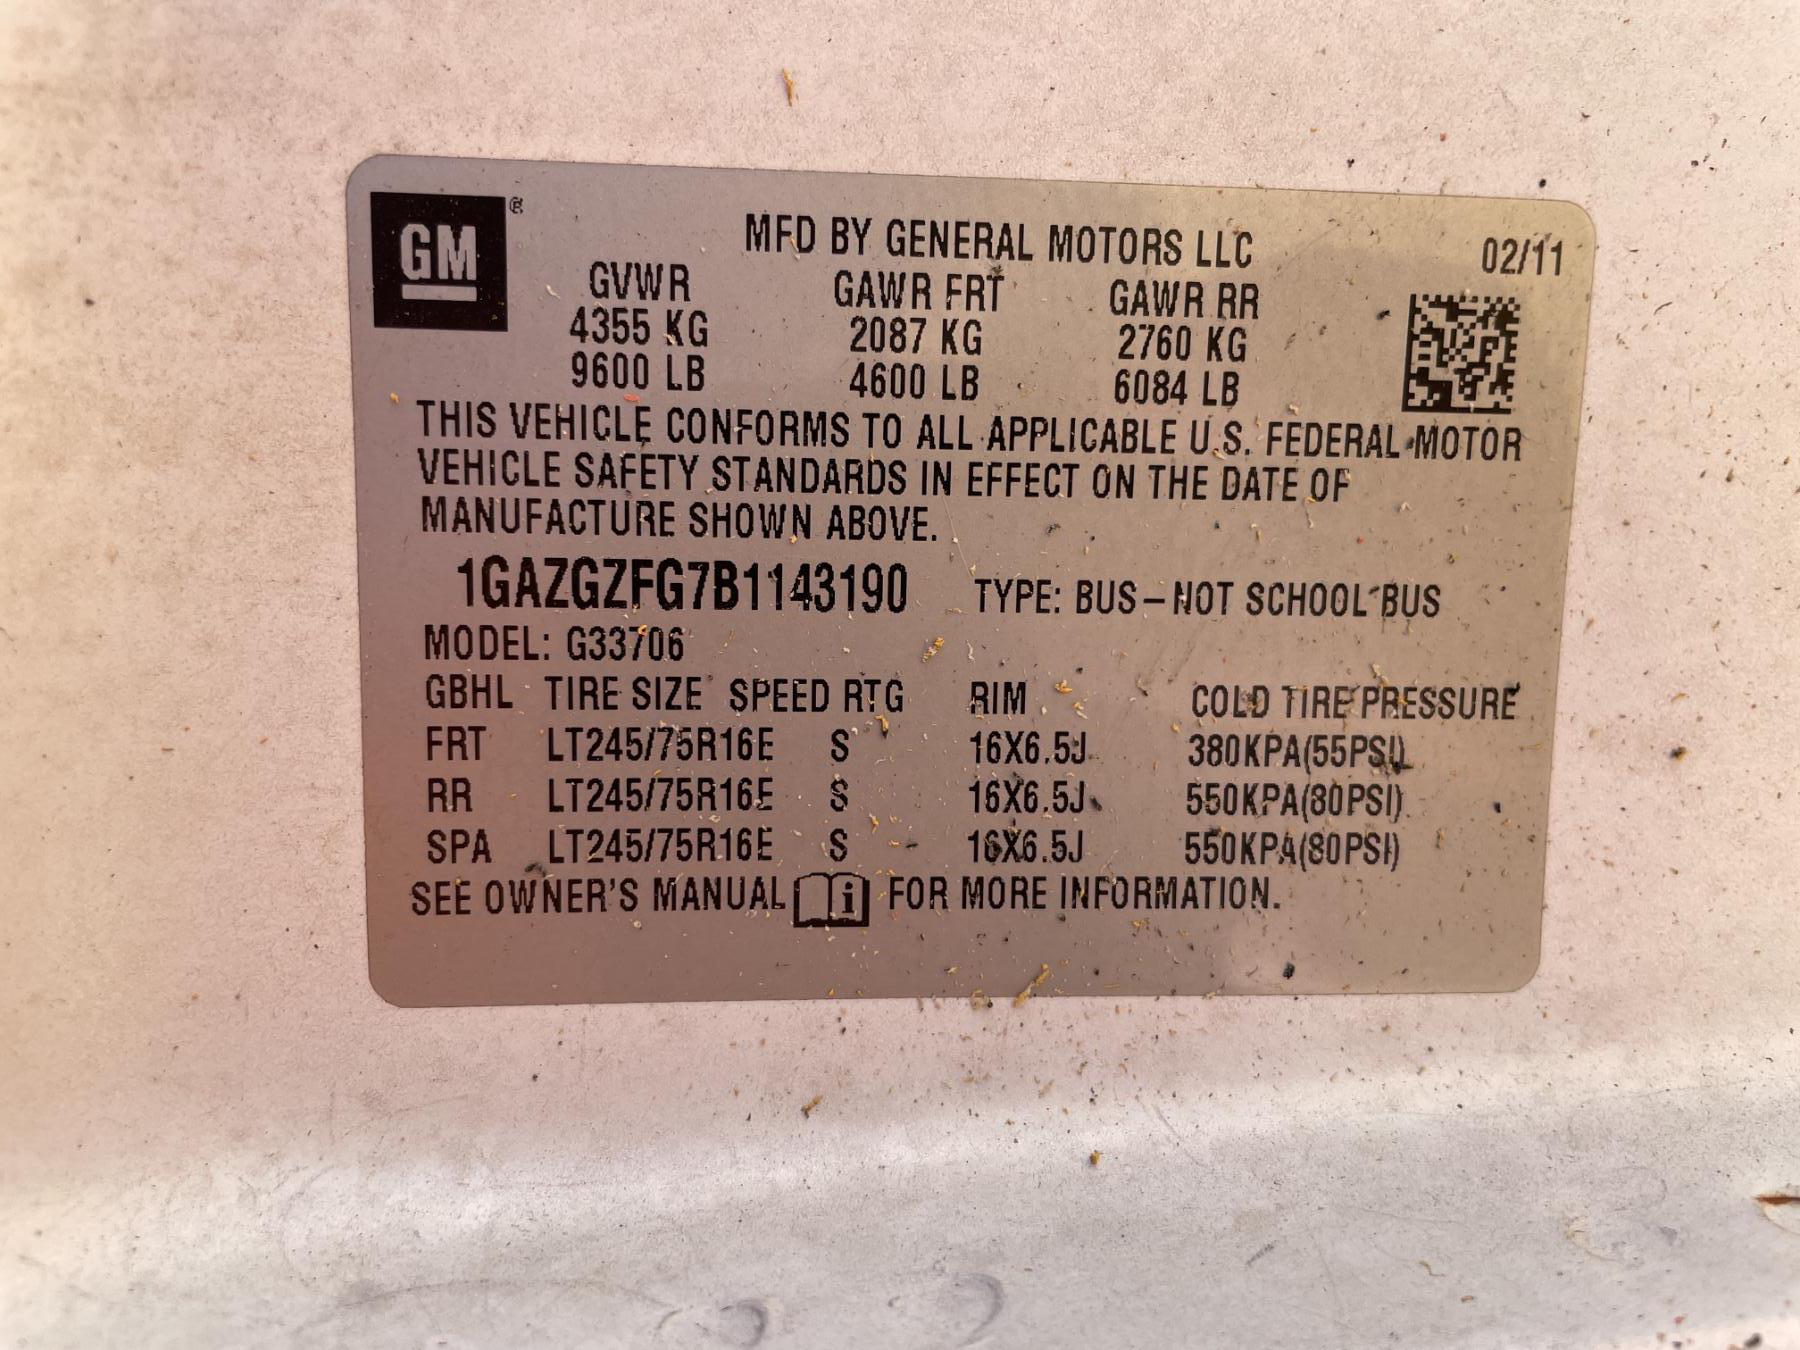 GM ®
MFD BY GENERAL MOTORS LLC 02/11
GVWR GAWR FRT GAWR RR
4355 KG 2087 KG 2760 KG
9600 LB 4600 LB 6084 LB
THIS VEHICLE CONFORMS TO ALL APPLICABLE U.S. FEDERAL MOTOR
VEHICLE SAFETY STANDARDS IN EFFECT ON THE DATE OF
MANUFACTURE SHOWN ABOVE.
1GAZGZFG7B1143190 TYPE: BUS – NOT SCHOOL BUS
MODEL: G33706
GBHL TIRE SIZE SPEED RTG RIM COLD TIRE PRESSURE
FRT LT245/75R16E S 16X6.5J 380KPA(55PSI)
RR LT245/75R16E S 16X6.5J 550KPA(80PSI)
SPA LT245/75R16E S 16X6.5J 550KPA(80PSI)
SEE OWNER'S MANUAL i FOR MORE INFORMATION.